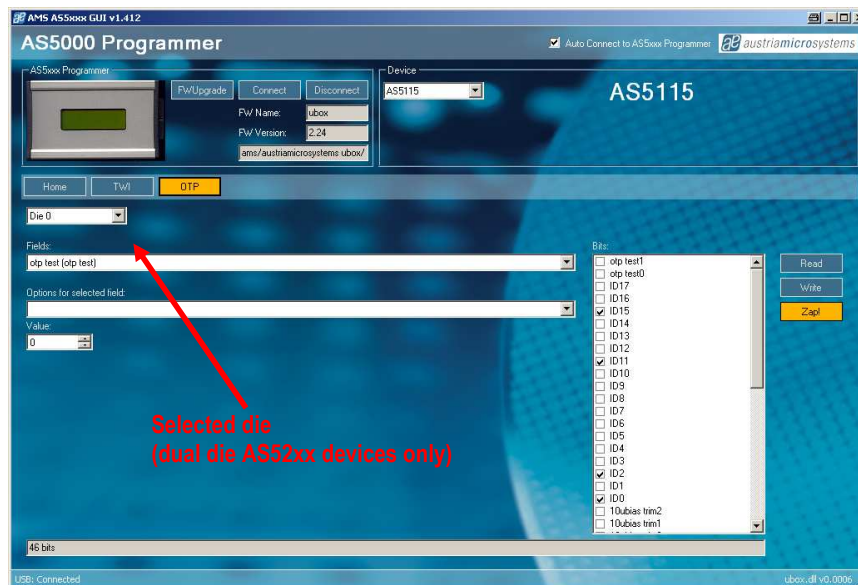 AMS AS5xxx GUI v1.412
AS5000 Programmer
Auto Connect to AS5xxx Programmer
austriamicrosystems
AS5xxx Programmer
FWUpgrade
Connect
Disconnect
FW Name:
ubox
FW Version:
2.24
ams/austriamicrosystems ubox/
Device
AS5115
AS5115
Home
TWI
OTP
Die 0
Fields:
otp test (otp test)
Options for selected field:
Value:
0
Selected die
(dual die AS52xx devices only)
Bits:
otp test1
otp test0
ID17
ID16
ID15
ID14
ID13
ID12
ID11
ID10
ID9
ID8
ID7
ID6
ID5
ID4
ID3
ID2
ID1
ID0
10ubias trim2
10ubias trim1
Read
Write
Zap!
46 bits
USB: Connected
ubox.dll v0.0006